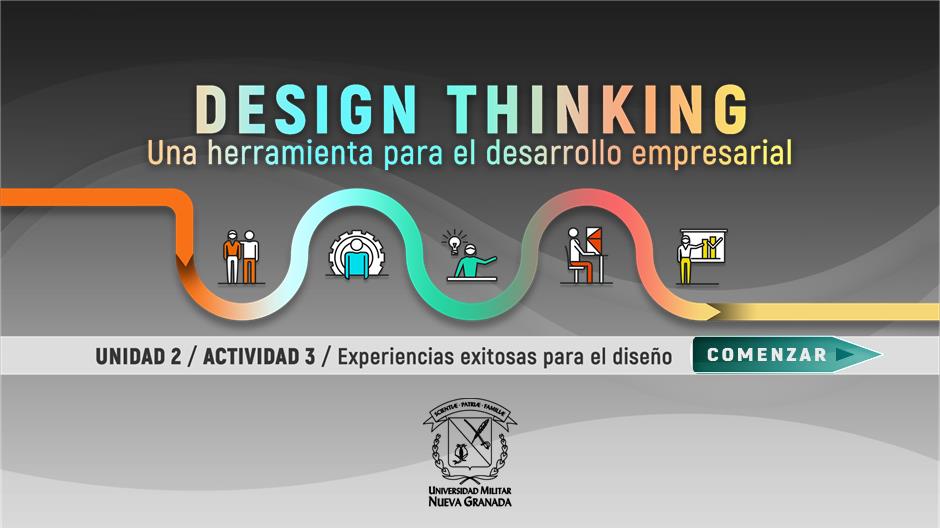 DESIGN THINKING
Una herramienta para el desarrollo empresarial
UNIDAD 2 / ACTIVIDAD 3 / Experiencias exitosas para el diseño
COMENZAR
SCIENTIÆ · PATRIÆ · FAMILIÆ
UNIVERSIDAD MILITAR
NUEVA GRANADA